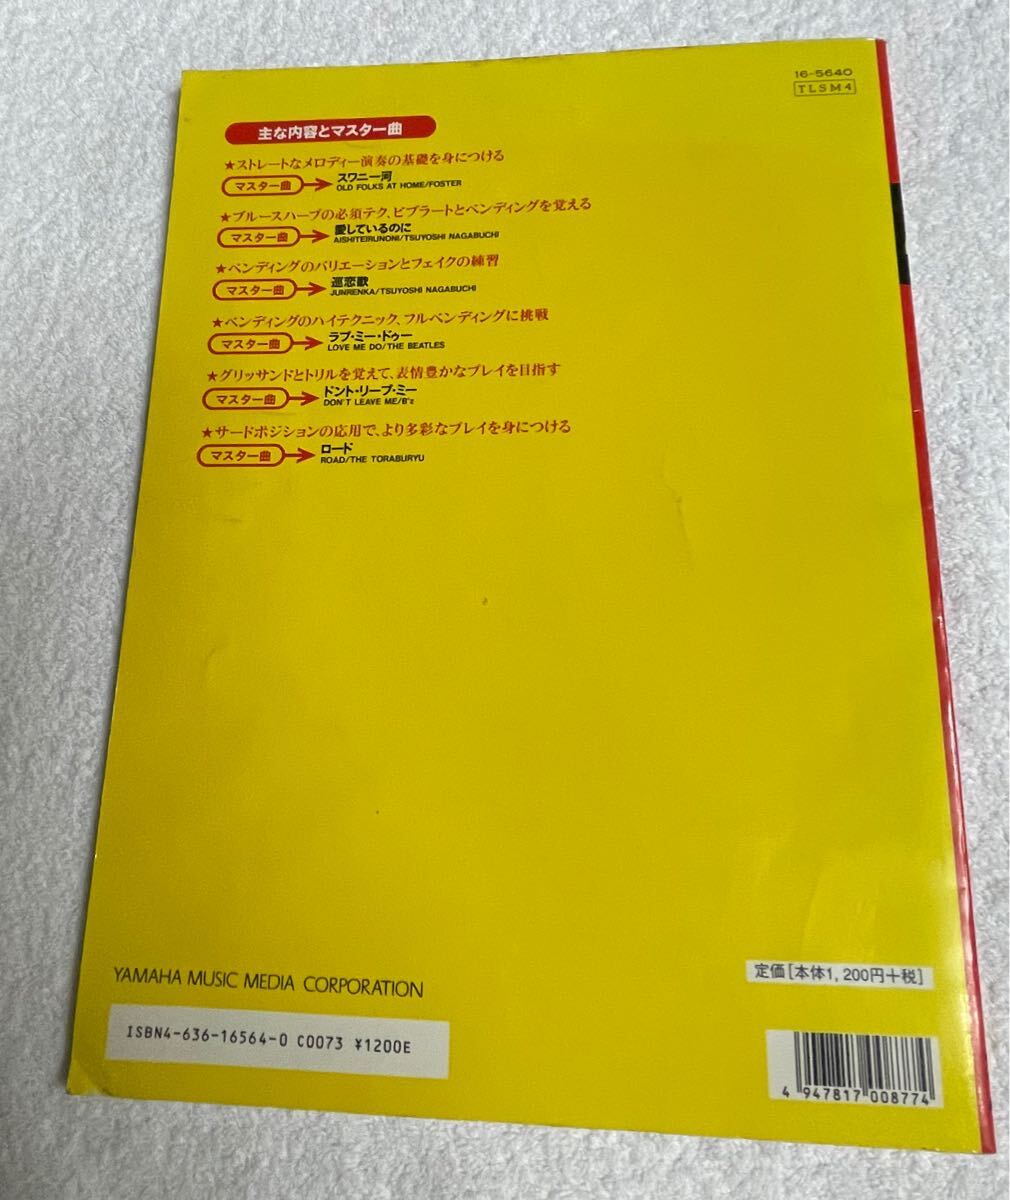 16-5640
TLSM4
主な内容とマスター曲
★ストレートなメロディー演奏の基礎を身につける
マスター曲 スワニー河
OLD FOLKS AT HOME/FOSTER
★ブルースハープの必須テク、ビブラートとベンディングを覚える
マスター曲 愛しているのに
AISHITEIRUNONI/TSUYOSHI NAGABUCHI
★ベンディングのバリエーションとフェイクの練習
マスター曲 巡恋歌
JUNRENKA/TSUYOSHI NAGABUCHI
★ベンディングのハイテクニック、フルベンディングに挑戦
マスター曲 ラブ・ミー・ドゥー
LOVE ME DO/THE BEATLES
★グリッサンドとトリルを覚えて、表情豊かなプレイを目指す
マスター曲 ドント・リーブ・ミー
DON'T LEAVE ME/B'z
★サードポジションの応用で、より多彩なプレイを身につける
マスター曲 ロード
ROAD/THE TORABURYU
YAMAHA MUSIC MEDIA CORPORATION
定価[本体1,200円+税]
ISBN4-636-16564-0 C0073 ¥1200E
4 947817 008774